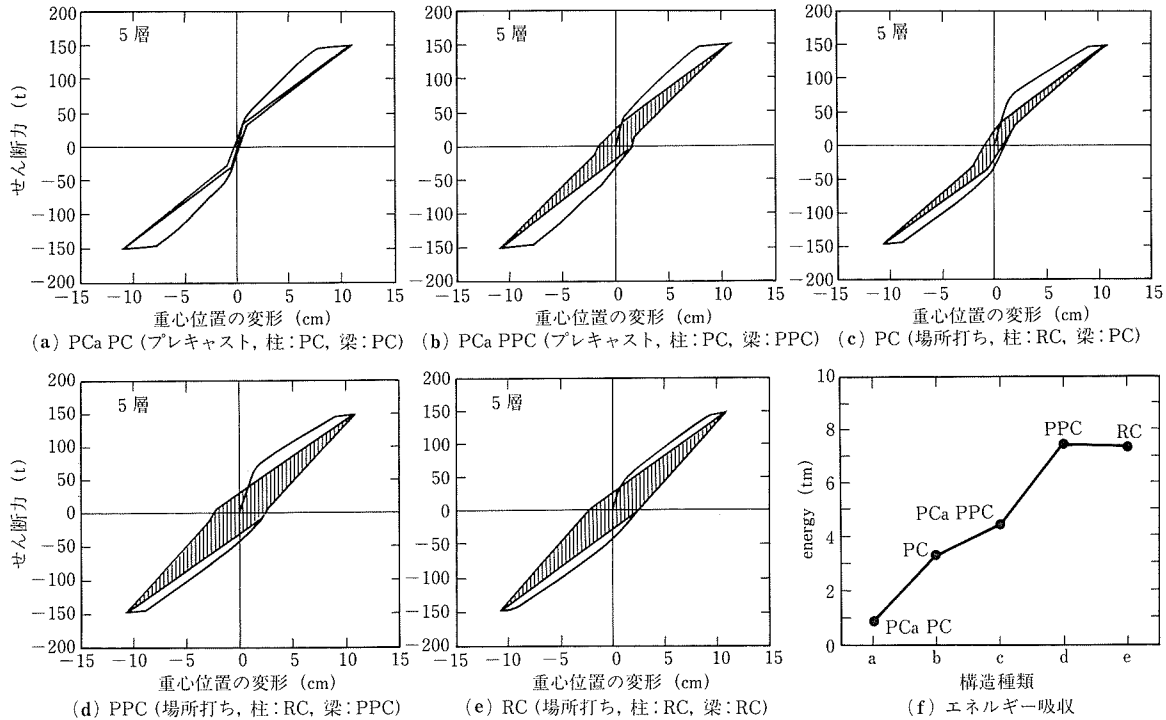 200
150
100
50
0
−50
−100
−150
−200
せん断力 (t)
5層
−15 −10 −5 0 5 10 15
重心位置の変形 (cm)
(a) PCa PC (プレキャスト, 柱:PC, 梁:PC)
200
150
100
50
0
−50
−100
−150
−200
5層
−15 −10 −5 0 5 10 15
重心位置の変形 (cm)
(b) PCa PPC (プレキャスト, 柱:PC, 梁:PPC)
200
150
100
50
0
−50
−100
−150
−200
5層
−15 −10 −5 0 5 10 15
重心位置の変形 (cm)
(c) PC (場所打ち, 柱:RC, 梁:PC)
200
150
100
50
0
−50
−100
−150
−200
せん断力 (t)
5層
−15 −10 −5 0 5 10 15
重心位置の変形 (cm)
(d) PPC (場所打ち, 柱:RC, 梁:PPC)
200
150
100
50
0
−50
−100
−150
−200
5層
−15 −10 −5 0 5 10 15
重心位置の変形 (cm)
(e) RC (場所打ち, 柱:RC, 梁:RC)
10
8
6
4
2
0
energy (tm)
PPC
RC
PCa PPC
PC
PCa PC
a b c d e
構造種類
(f) エネルギー吸収